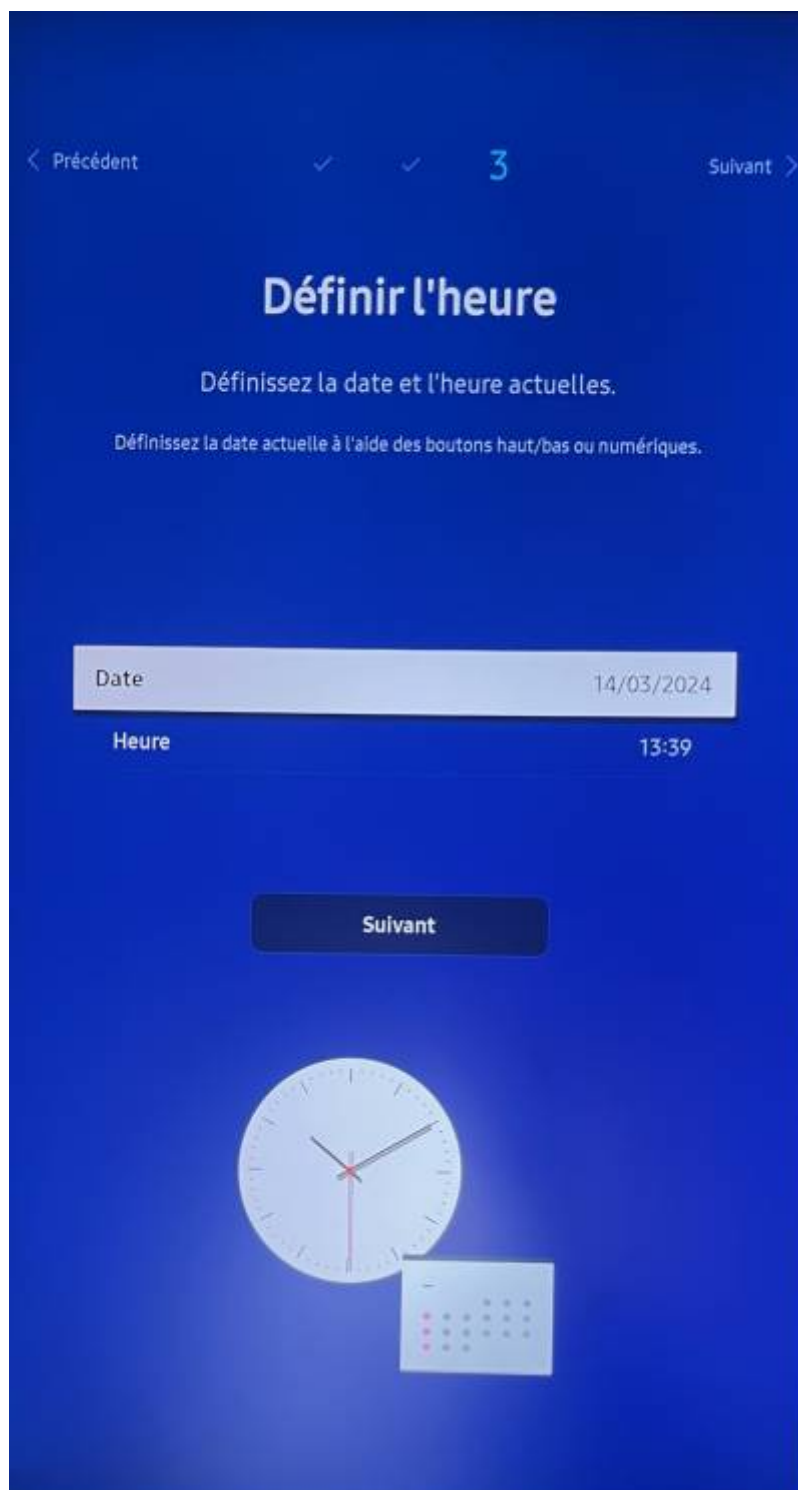 Précédent
3
Suivant
Définir l'heure
Définissez la date et l'heure actuelles.
Définissez la date actuelle à l'aide des boutons haut/bas ou numériques.
Date 14/03/2024
Heure 13:39
Suivant